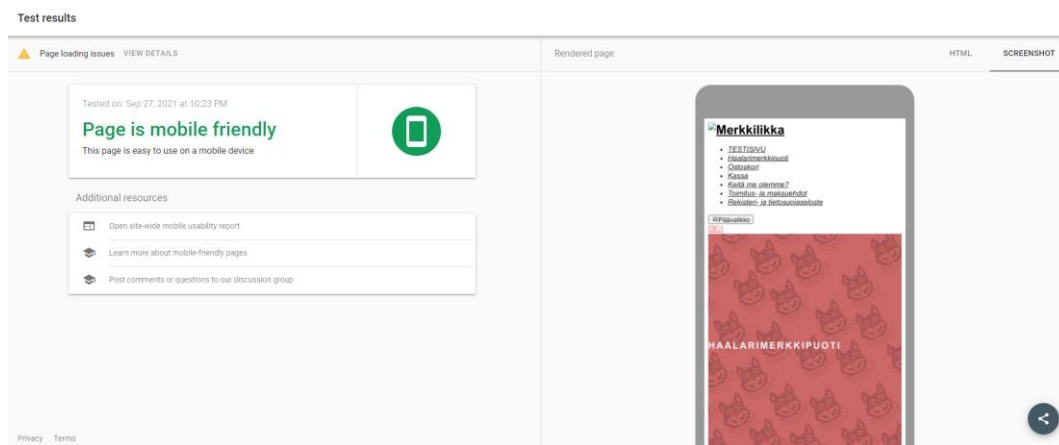 Test results
Page loading issues VIEW DETAILS
Tested on: Sep 27, 2021 at 10:23 PM
Page is mobile friendly
This page is easy to use on a mobile device
Additional resources
Open site-wide mobile usability report
Learn more about mobile-friendly pages
Post comments or questions to our discussion group
Privacy Terms
Rendered page HTML SCREENSHOT
Merkkilikka
TESTISIVU
Haalarimerkkipuoti
Ostoskori
Kassa
Keitä me olemme?
Toimitus- ja maksuehdot
Rekisteri- ja tietosuojaseloste
Päävalikko
HAALARIMERKKIPUOTI